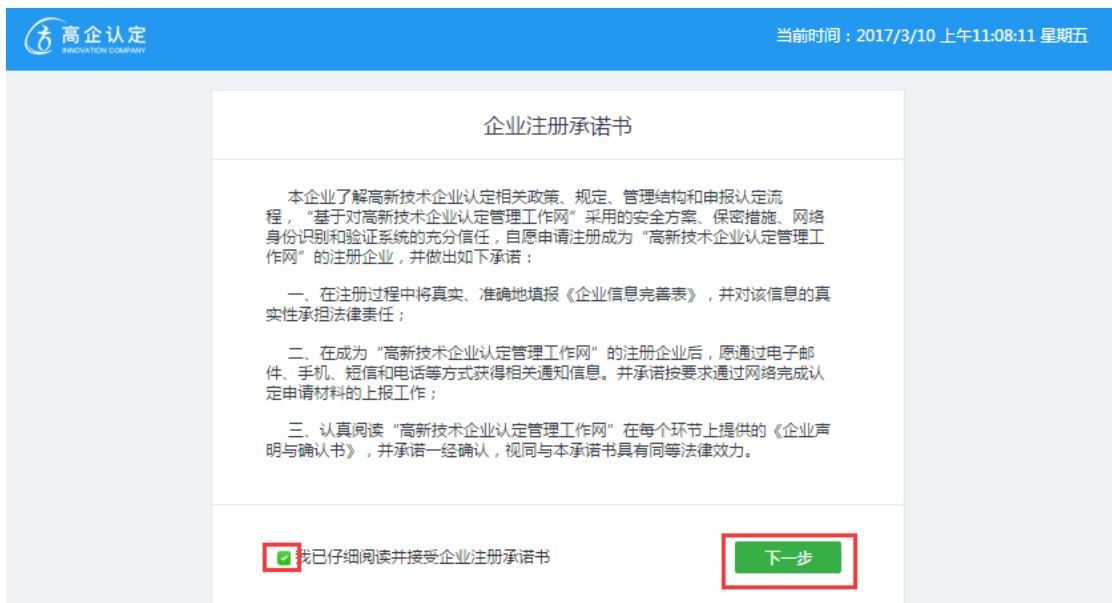 高企认定
INNOVATION COMPANY
当前时间：2017/3/10 上午11:08:11 星期五
企业注册承诺书
本企业了解高新技术企业认定相关政策、规定、管理结构和申报认定流
程，“基于对高新技术企业认定管理工作网”采用的安全方案、保密措施、网络
身份识别和验证系统的充分信任，自愿申请注册成为“高新技术企业认定管理工
作网”的注册企业，并做出如下承诺：
一、在注册过程中将真实、准确地填报《企业信息完善表》，并对该信息的真
实性承担法律责任；
二、在成为“高新技术企业认定管理工作网”的注册企业后，愿通过电子邮
件、手机、短信和电话等方式获得相关通知信息。并承诺按要求通过网络完成认
定申请材料的上报工作；
三、认真阅读“高新技术企业认定管理工作网”在每个环节上提供的《企业声
明与确认书》，并承诺一经确认，视同与本承诺书具有同等法律效力。
我已仔细阅读并接受企业注册承诺书
下一步